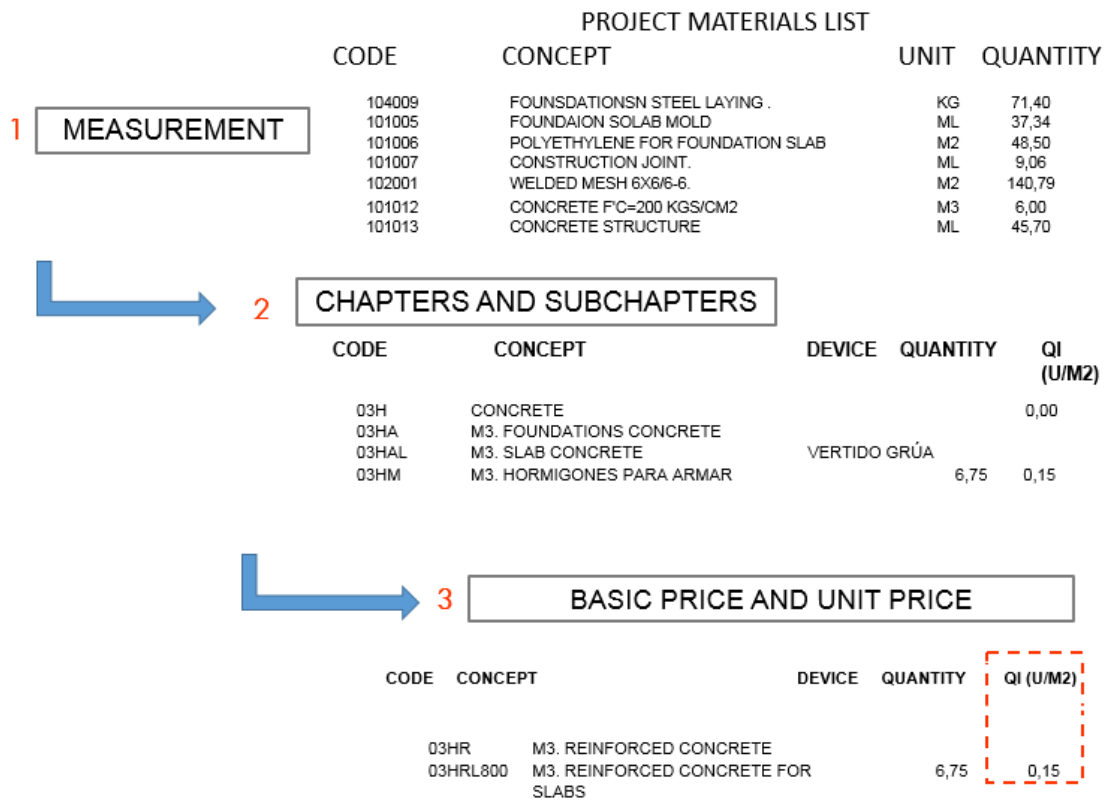 PROJECT MATERIALS LIST
CODE CONCEPT UNIT QUANTITY
104009 FOUNSDATIONSN STEEL LAYING . KG 71,40
1 MEASUREMENT
101005 FOUNDAION SOLAB MOLD ML 37,34
101006 POLYETHYLENE FOR FOUNDATION SLAB M2 48,50
101007 CONSTRUCTION JOINT. ML 9,06
102001 WELDED MESH 6X6/6-6. M2 140,79
101012 CONCRETE F'C=200 KGS/CM2 M3 6,00
101013 CONCRETE STRUCTURE ML 45,70
2 CHAPTERS AND SUBCHAPTERS
CODE CONCEPT DEVICE QUANTITY QI
(U/M2)
03H CONCRETE 0,00
03HA M3. FOUNDATIONS CONCRETE
03HAL M3. SLAB CONCRETE VERTIDO GRÚA
03HM M3. HORMIGONES PARA ARMAR 6,75 0,15
3 BASIC PRICE AND UNIT PRICE
CODE CONCEPT DEVICE QUANTITY QI (U/M2)
03HR M3. REINFORCED CONCRETE
03HRL800 M3. REINFORCED CONCRETE FOR 6,75 0,15
SLABS